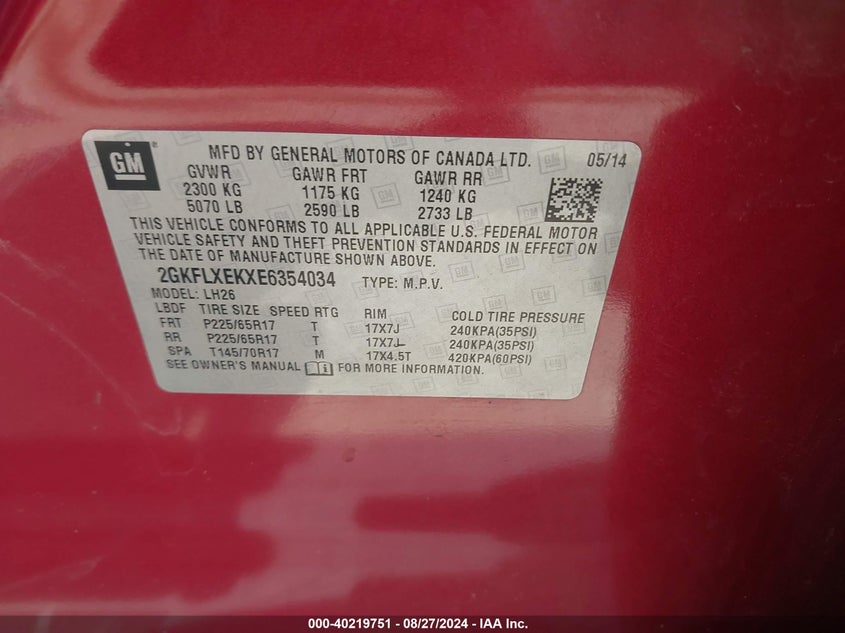 GM
MFD BY GENERAL MOTORS OF CANADA LTD. 05/14
GVWR GAWR FRT GAWR RR
2300 KG 1175 KG 1240 KG
5070 LB 2590 LB 2733 LB
THIS VEHICLE CONFORMS TO ALL APPLICABLE U.S. FEDERAL MOTOR
VEHICLE SAFETY AND THEFT PREVENTION STANDARDS IN EFFECT ON
THE DATE OF MANUFACTURE SHOWN ABOVE.
2GKFLXEKXE6354034 TYPE: M.P.V.
MODEL: LH26
LBDF TIRE SIZE SPEED RTG RIM COLD TIRE PRESSURE
FRT P225/65R17 T 17X7J 240KPA(35PSI)
RR P225/65R17 T 17X7J 240KPA(35PSI)
SPA T145/70R17 M 17X4.5T 420KPA(60PSI)
SEE OWNER'S MANUAL FOR MORE INFORMATION.
000-40219751 - 08/27/2024 - IAA Inc.